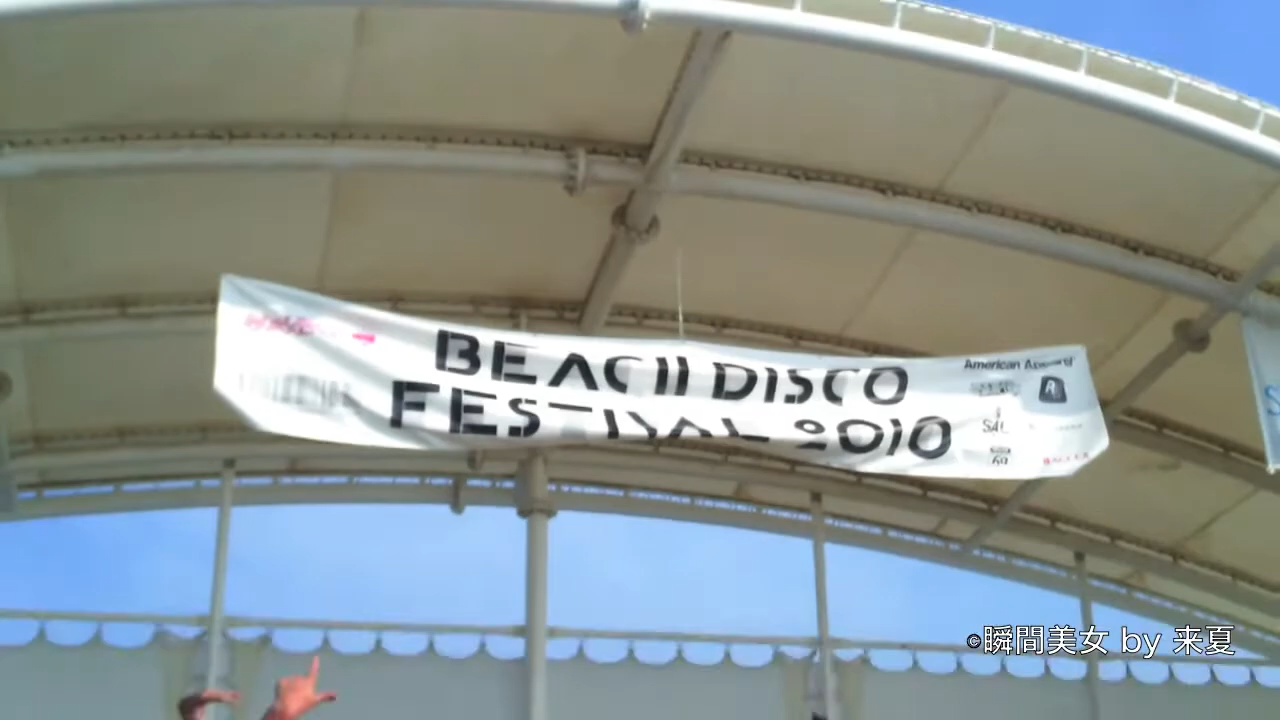 BEACH DISCO
FESTIVAL 2010
American Apparel
©瞬間美女 by 来夏